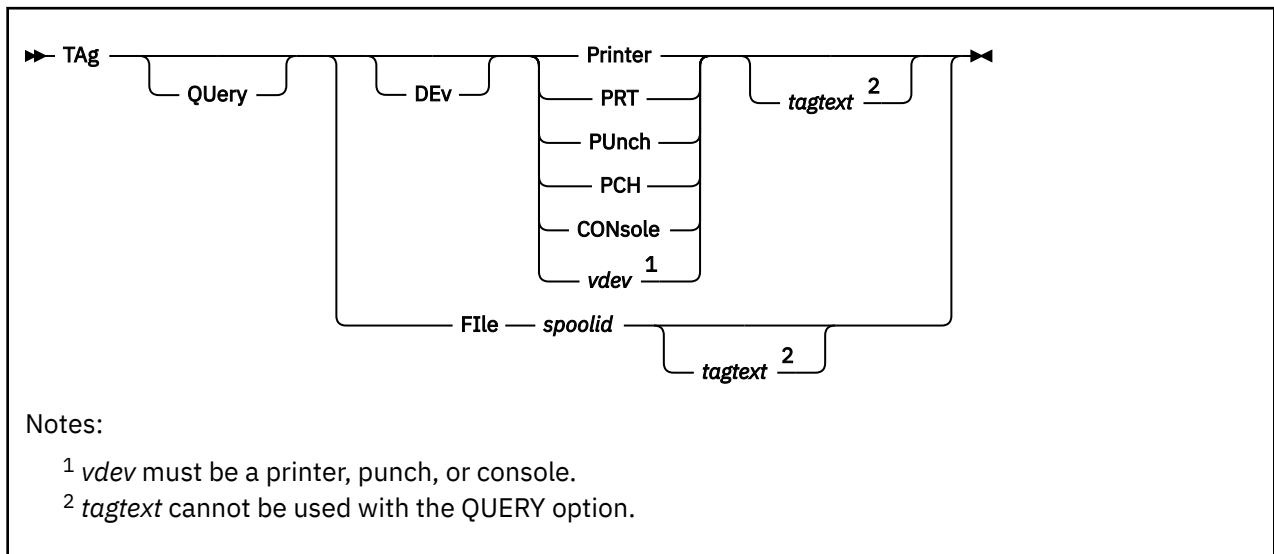 TAg Printer
QUery DEv PRT tagtext 2
PUnch
PCH
CONsole
vdev 1
FIle spoolid
tagtext 2
Notes:
1 vdev must be a printer, punch, or console.
2 tagtext cannot be used with the QUERY option.